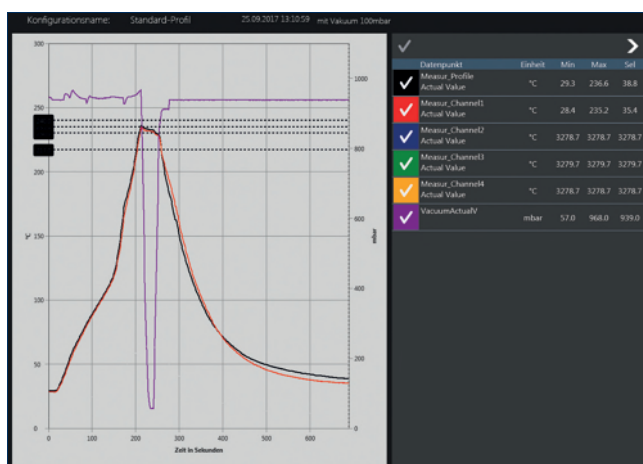 Konfigurationsname: Standard-Profil 25.09.2017 13:10:59 mit Vakuum 100mbar
Datenpunkt Einheit Min Max Sel
Measur_Profile
Actual Value °C 29.3 236.6 38.8
Measur_Channel1
Actual Value °C 28.4 235.2 35.4
Measur_Channel2
Actual Value °C 3278.7 3278.7 3278.7
Measur_Channel3
Actual Value °C 3279.7 3279.7 3279.7
Measur_Channel4
Actual Value °C 3278.7 3278.7 3278.7
VacuumActualV
mbar 57.0 968.0 939.0
300
250
200
150
100
50
0
°C
1000
800
600
400
200
0
mbar
0 100 200 300 400 500 600
Zeit in Sekunden